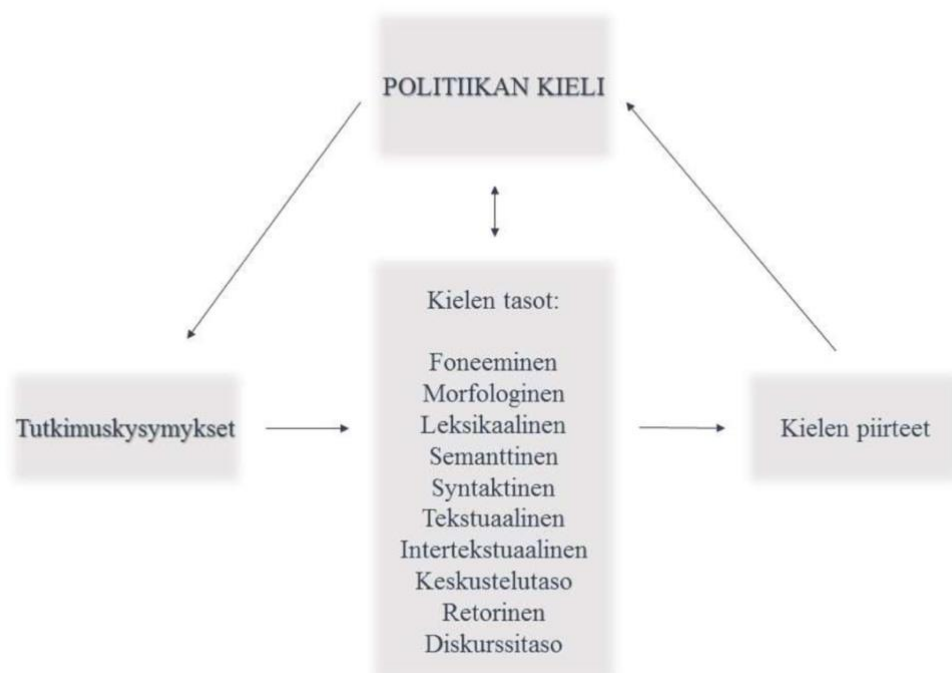 POLITIIKAN KIELI
Kielen tasot:
Foneeminen
Morfologinen
Leksikaalinen
Semanttinen
Syntaktinen
Tekstuaalinen
Intertekstuaalinen
Keskustelutaso
Retorinen
Diskurssitaso
Tutkimuskysymykset
Kielen piirteet